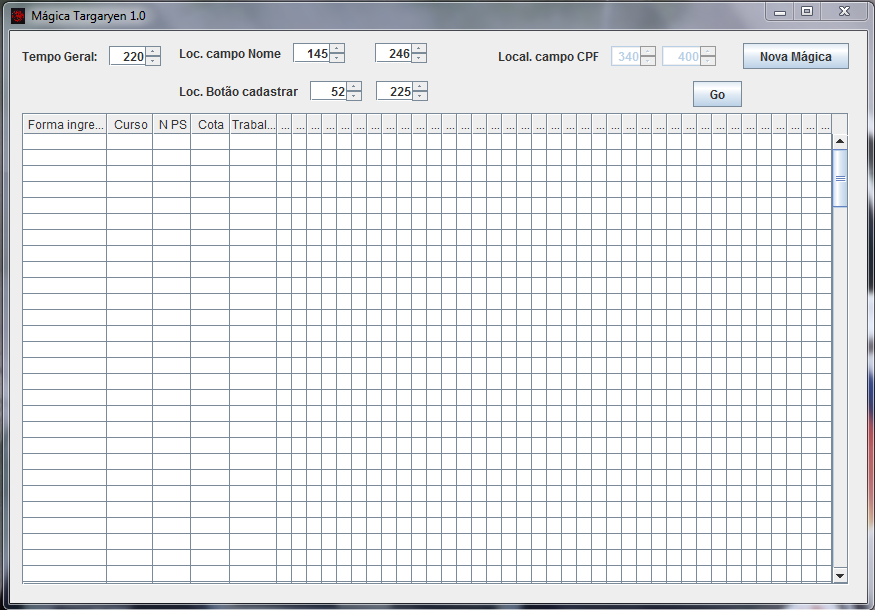 Mágica Targaryen 1.0
Tempo Geral: 220 Loc. campo Nome 145 246 Local. campo CPF 340 400 Nova Mágica
Loc. Botão cadastrar 52 225 Go
Forma ingre... Curso N PS Cota Trabal... ... ... ... ... ... ... ... ... ... ... ... ... ... ... ... ... ... ... ... ... ... ... ... ... ... ... ... ... ... ... ... ... ... ... ... ... ...